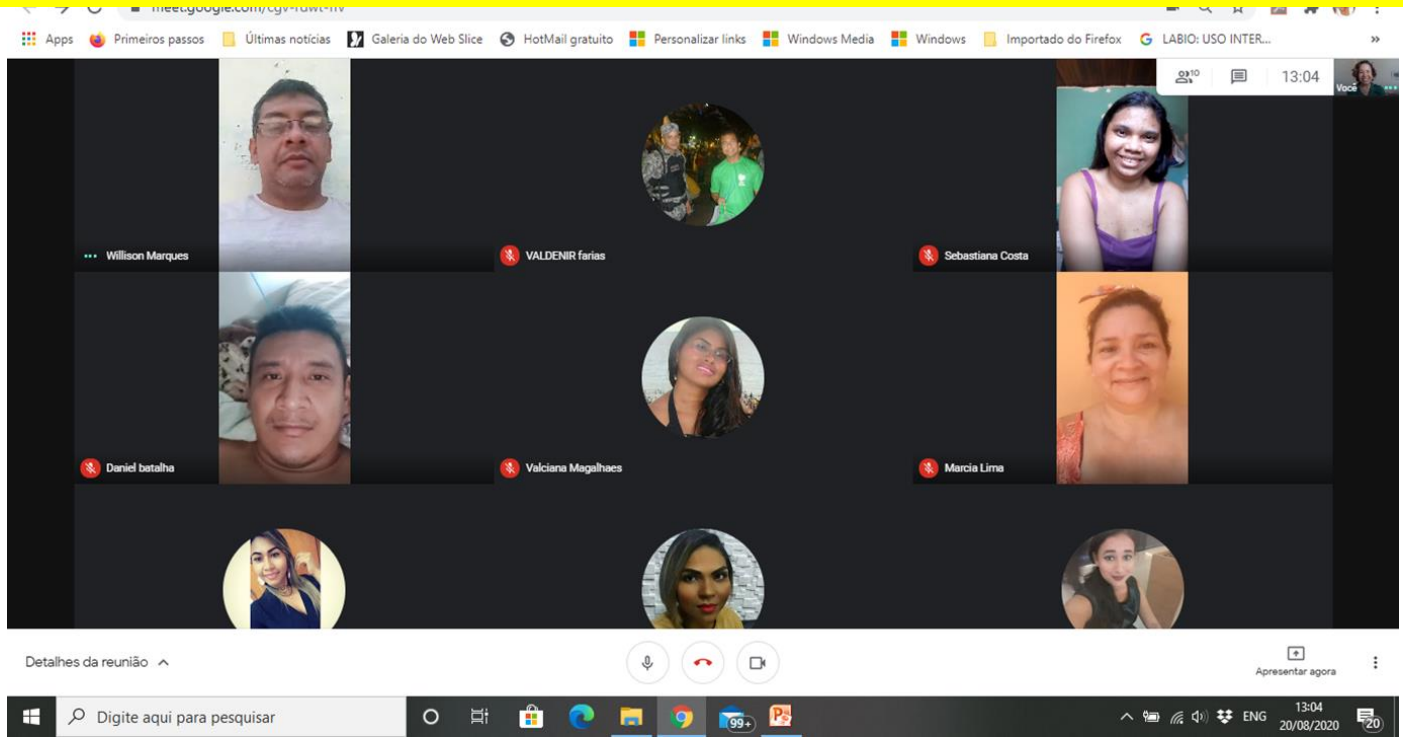 Apps Primeiros passos Últimas notícias Galeria do Web Slice HotMail gratuito Personalizar links Windows Media Windows Importado do Firefox G LABIO: USO INTER... »
10 13:04 Você
Willison Marques VALDENIR farias Sebastiana Costa
Daniel batalha Valciana Magalhaes Marcia Lima
Detalhes da reunião
Apresentar agora
Digite aqui para pesquisar 99+ ENG 13:04
20/08/2020 20